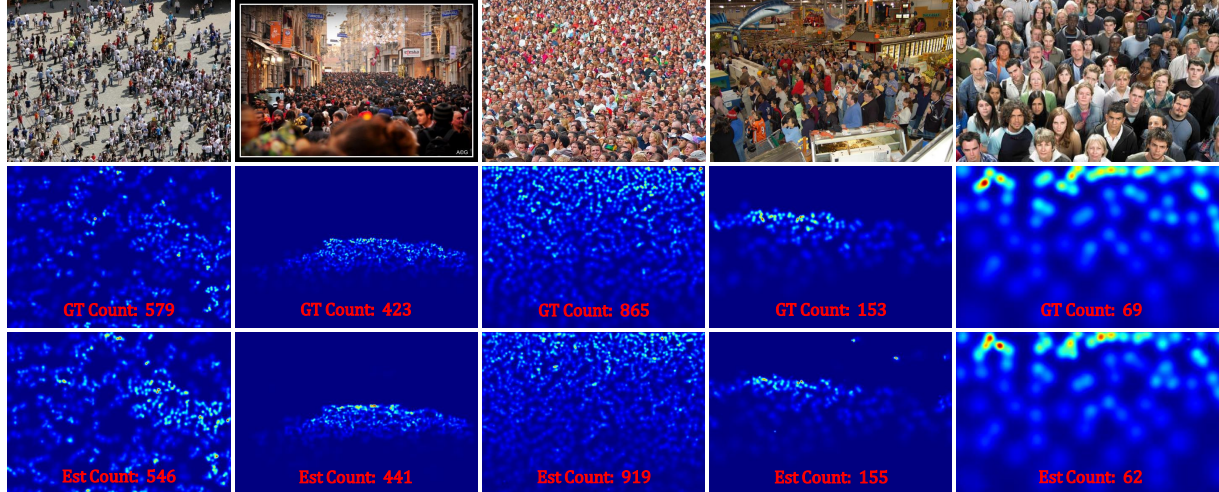 AEG
GT Count: 579
GT Count: 423
GT Count: 865
GT Count: 153
GT Count: 69
Est Count: 546
Est Count: 441
Est Count: 919
Est Count: 155
Est Count: 62